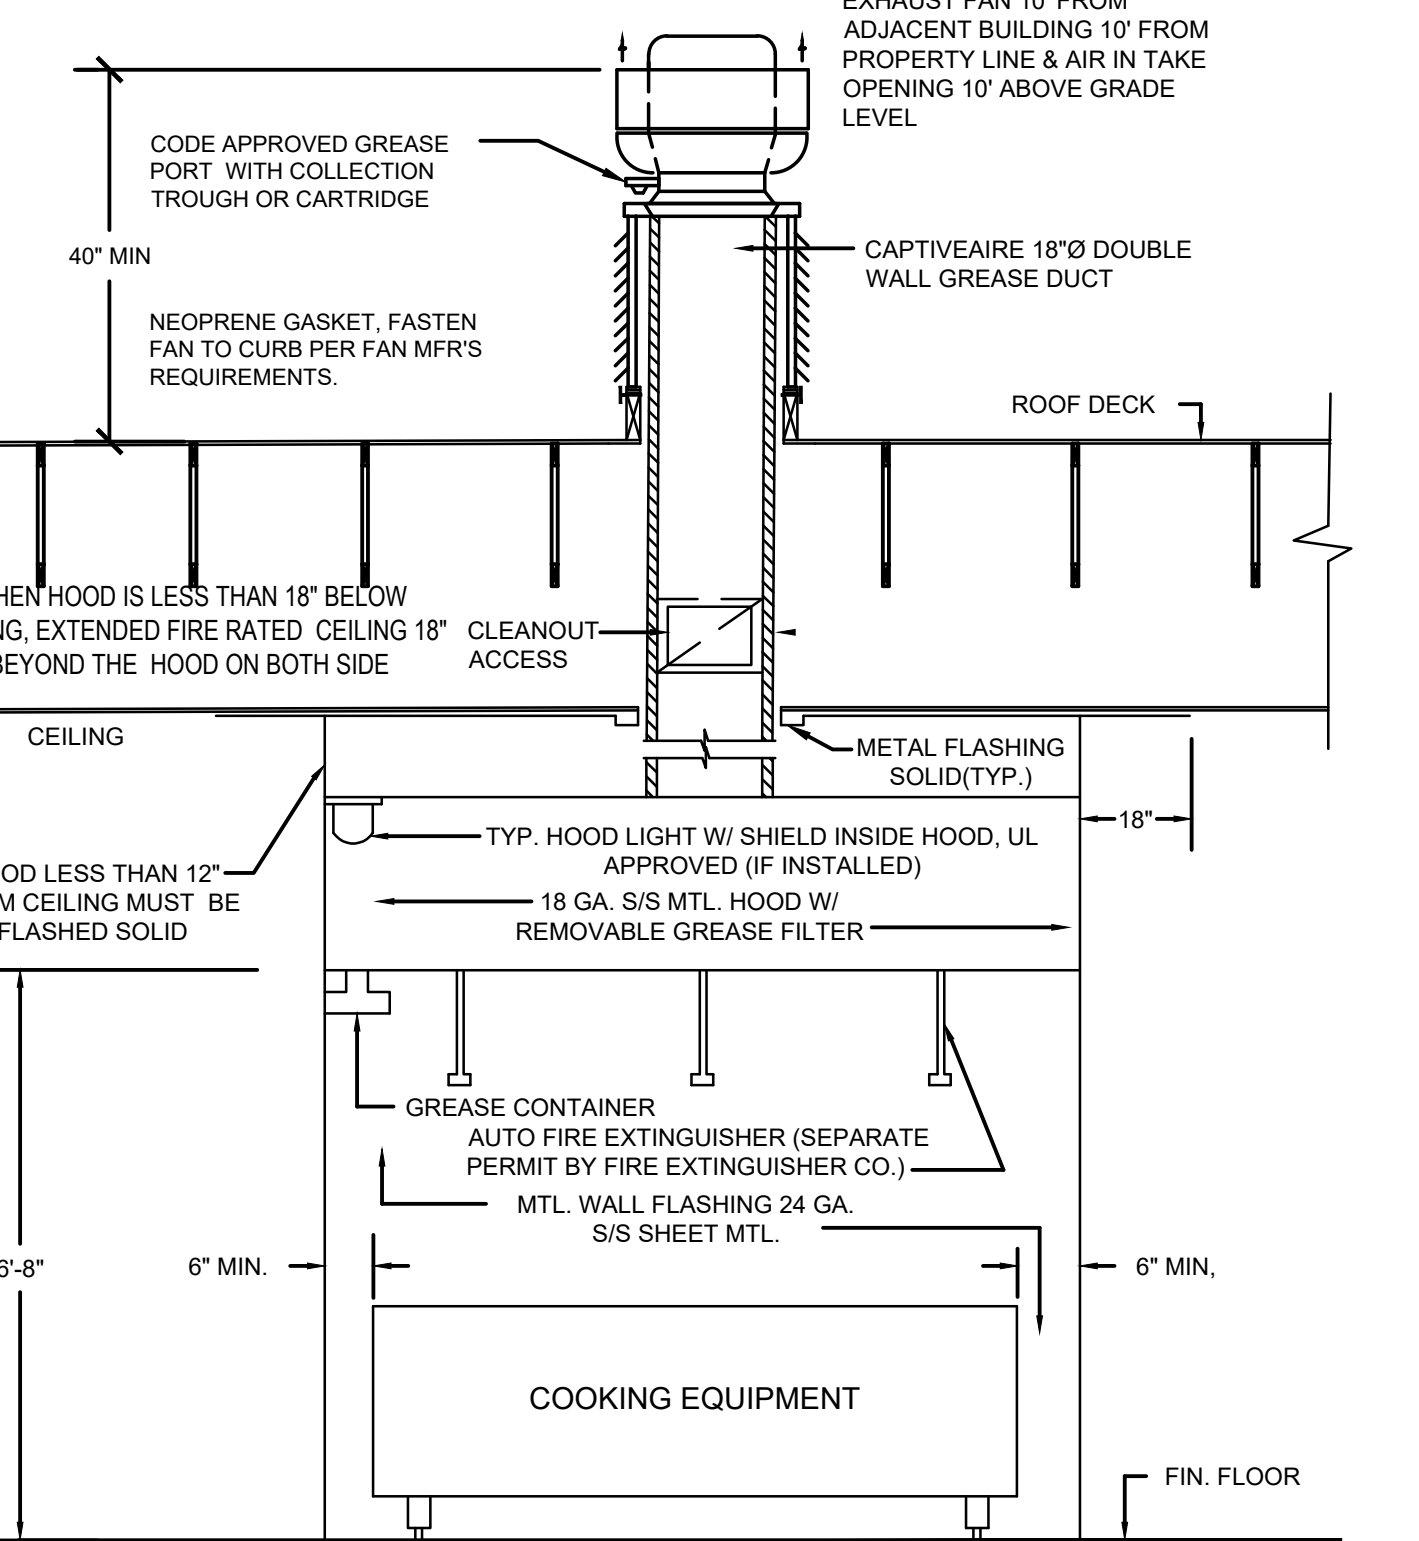 EXHAUST FAN 10' FROM
ADJACENT BUILDING 10' FROM
PROPERTY LINE & AIR IN TAKE
OPENING 10' ABOVE GRADE
LEVEL
CODE APPROVED GREASE
PORT WITH COLLECTION
TROUGH OR CARTRIDGE
40" MIN
CAPTIVEAIRE 18"Ø DOUBLE
WALL GREASE DUCT
NEOPRENE GASKET, FASTEN
FAN TO CURB PER FAN MFR'S
REQUIREMENTS.
ROOF DECK
HEN HOOD IS LESS THAN 18" BELOW
NG, EXTENDED FIRE RATED CEILING 18"
BEYOND THE HOOD ON BOTH SIDE
CLEANOUT
ACCESS
CEILING
METAL FLASHING
SOLID(TYP.)
18"
TYP. HOOD LIGHT W/ SHIELD INSIDE HOOD, UL
APPROVED (IF INSTALLED)
OD LESS THAN 12"
M CEILING MUST BE
FLASHED SOLID
18 GA. S/S MTL. HOOD W/
REMOVABLE GREASE FILTER
GREASE CONTAINER
AUTO FIRE EXTINGUISHER (SEPARATE
PERMIT BY FIRE EXTINGUISHER CO.)
MTL. WALL FLASHING 24 GA.
S/S SHEET MTL.
6'-8"
6" MIN.
6" MIN,
COOKING EQUIPMENT
FIN. FLOOR